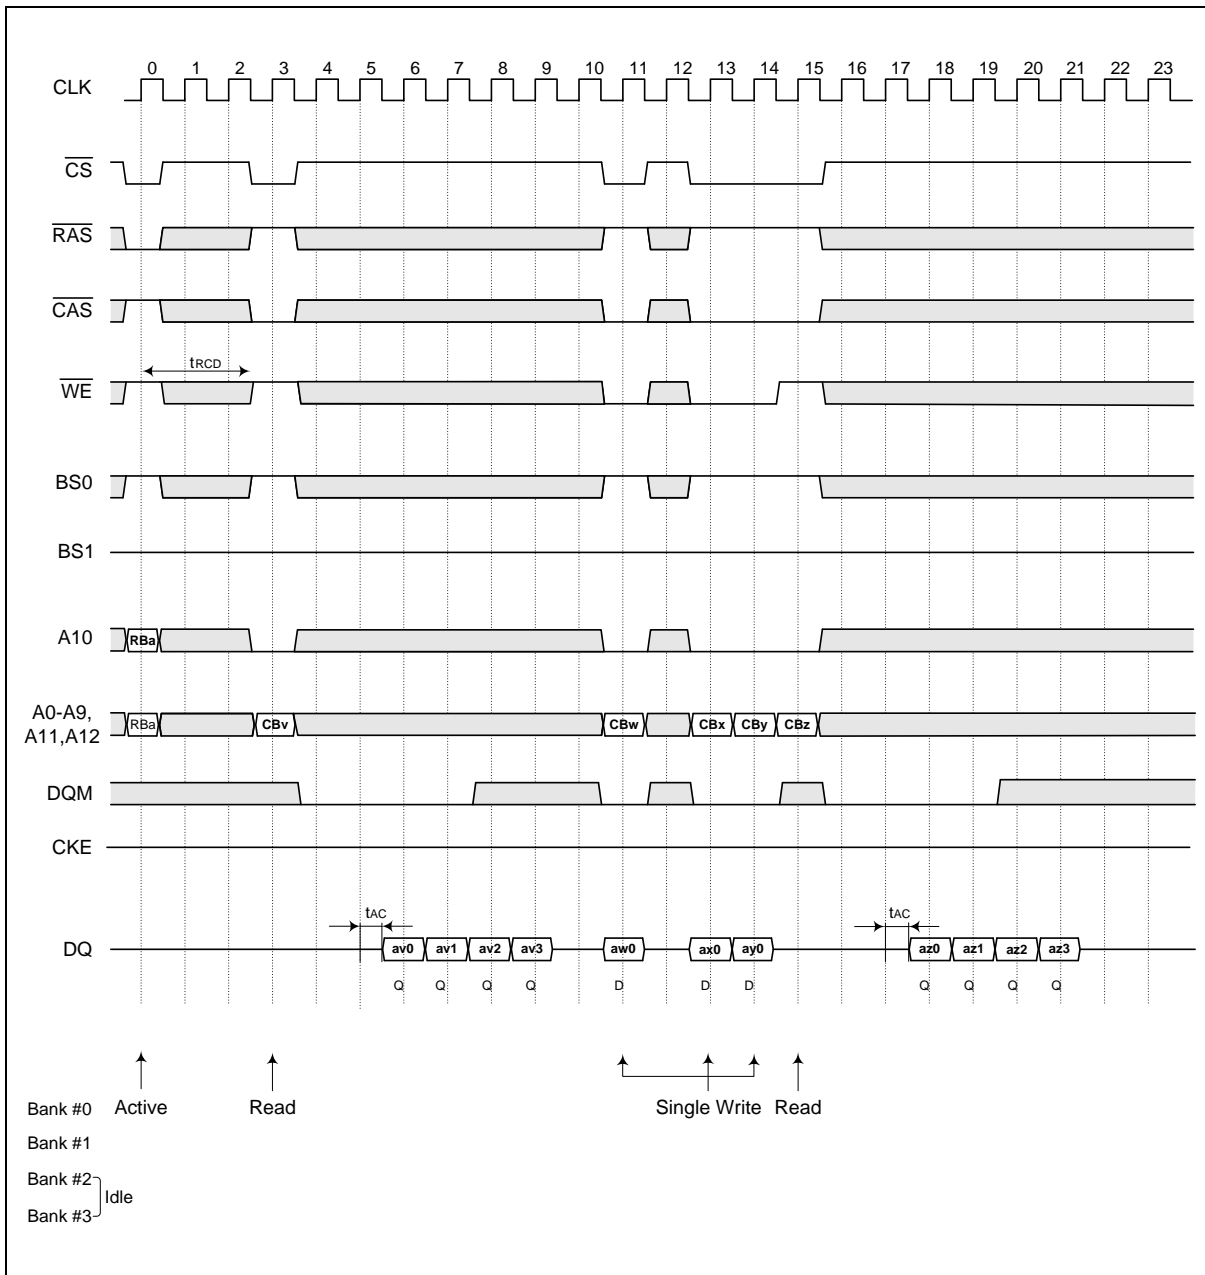 0 1 2 3 4 5 6 7 8 9 10 11 12 13 14 15 16 17 18 19 20 21 22 23
CLK
CS
RAS
CAS
tRCD
WE
BS0
BS1
A10 RBa
A0-A9,
A11,A12
RBa CBv CBw CBx CBy CBz
DQM
CKE
tAC tAC
DQ av0 av1 av2 av3 aw0 ax0 ay0 az0 az1 az2 az3
Q Q Q Q D D D Q Q Q Q
Bank #0 Active Read Single Write Read
Bank #1
Bank #2
Idle
Bank #3